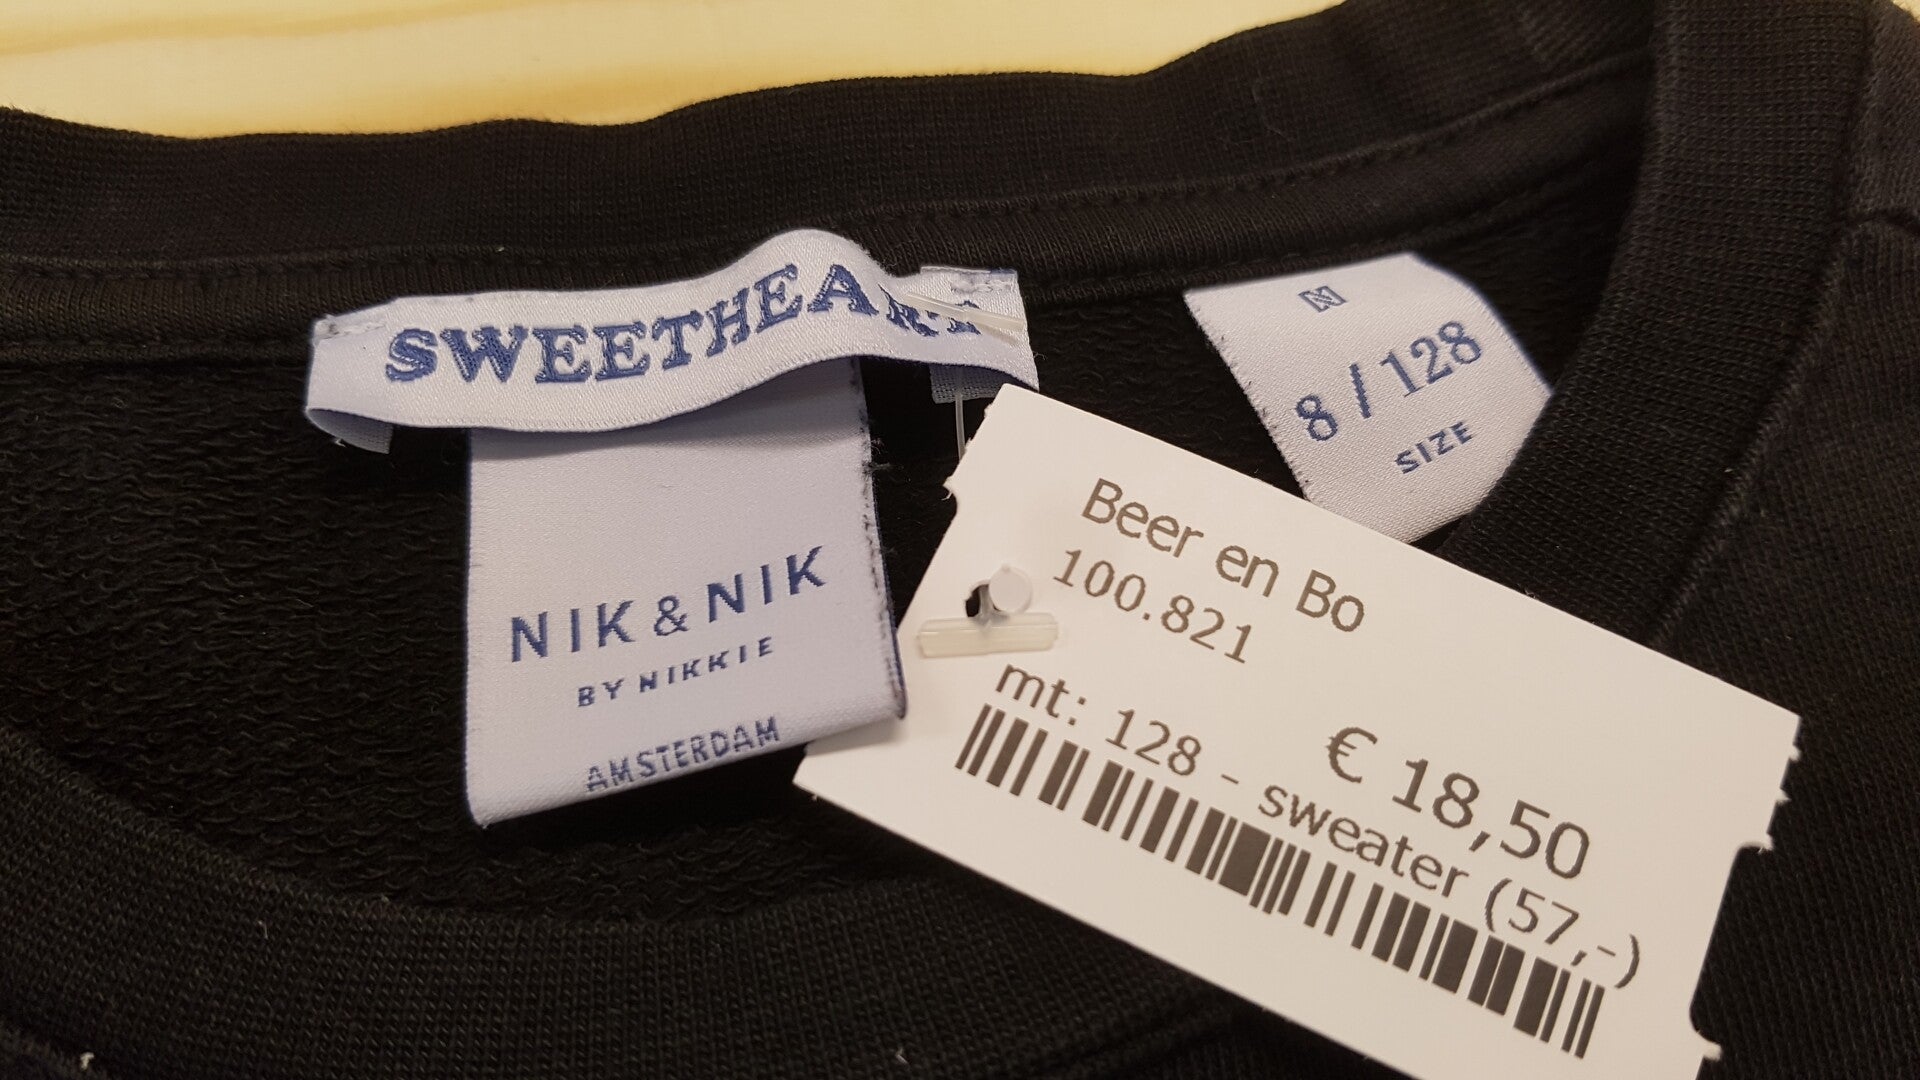 SWEETHEART
NIK & NIK
BY NIKKIE
AMSTERDAM
N
8 / 128
SIZE
Beer en Bo
100.821
€ 18,50
mt: 128 - sweater (57,-)